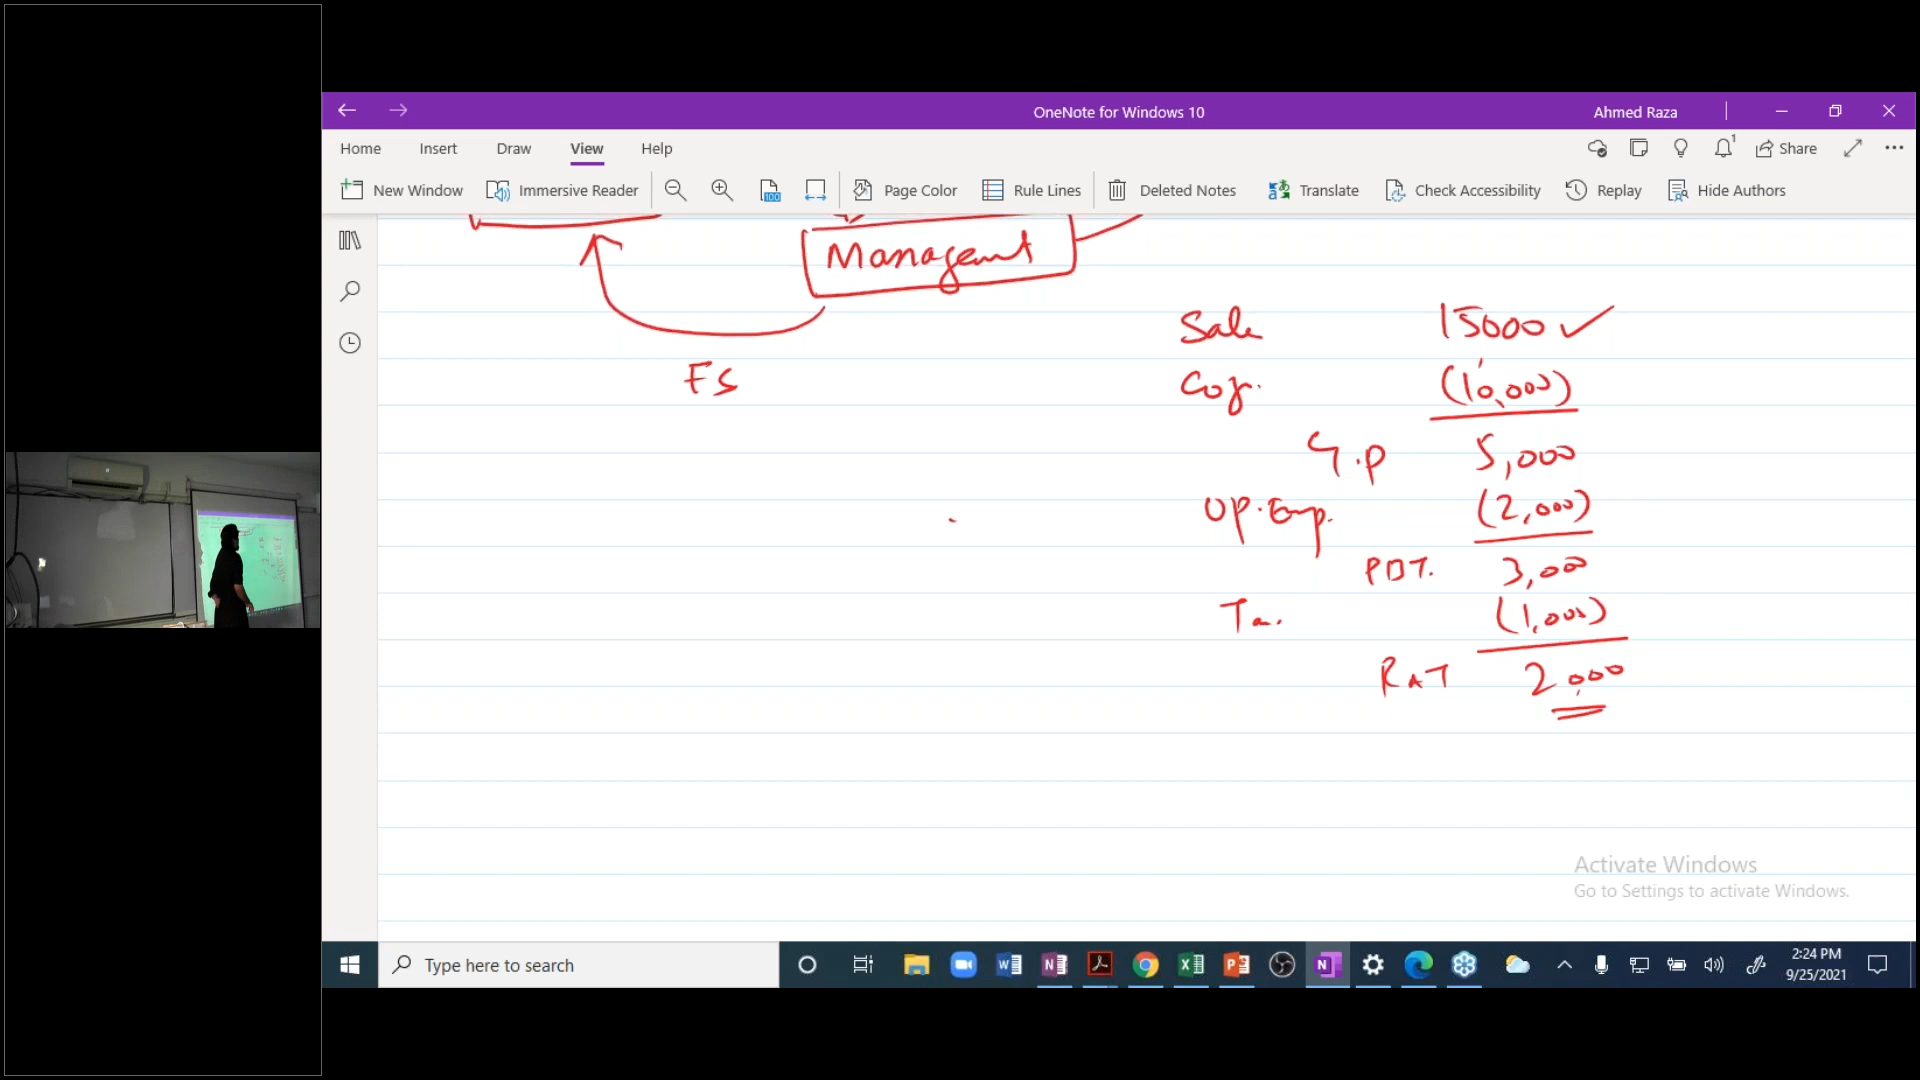 OneNote for Windows 10 Ahmed Raza
Home Insert Draw View Help 1 Share
New Window Immersive Reader 100 Page Color Rule Lines Deleted Notes Translate Check Accessibility Replay Hide Authors
Managemt
FS
Sale 15000 ✓
Cog. (10,000)
G.P 5,000
Op. Exp. (2,000)
PBT. 3,000
Tax. (1,000)
PAT 2,000
Activate Windows
Go to Settings to activate Windows.
Type here to search
2:24 PM
9/25/2021